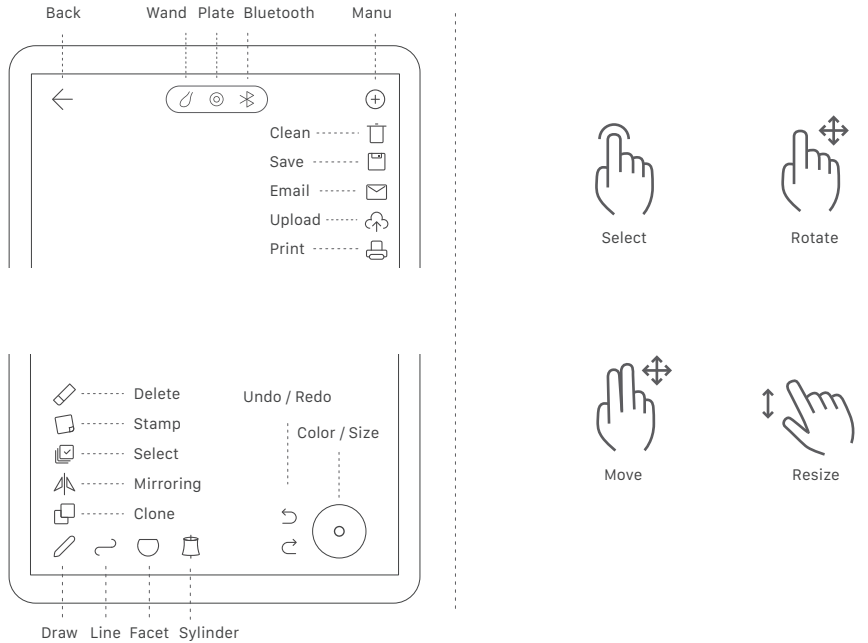 Back Wand Plate Bluetooth Manu
Clean
Save
Email
Upload
Print
Delete
Stamp
Select
Mirroring
Clone
Undo / Redo
Color / Size
Draw Line Facet Sylinder
Select
Rotate
Move
Resize